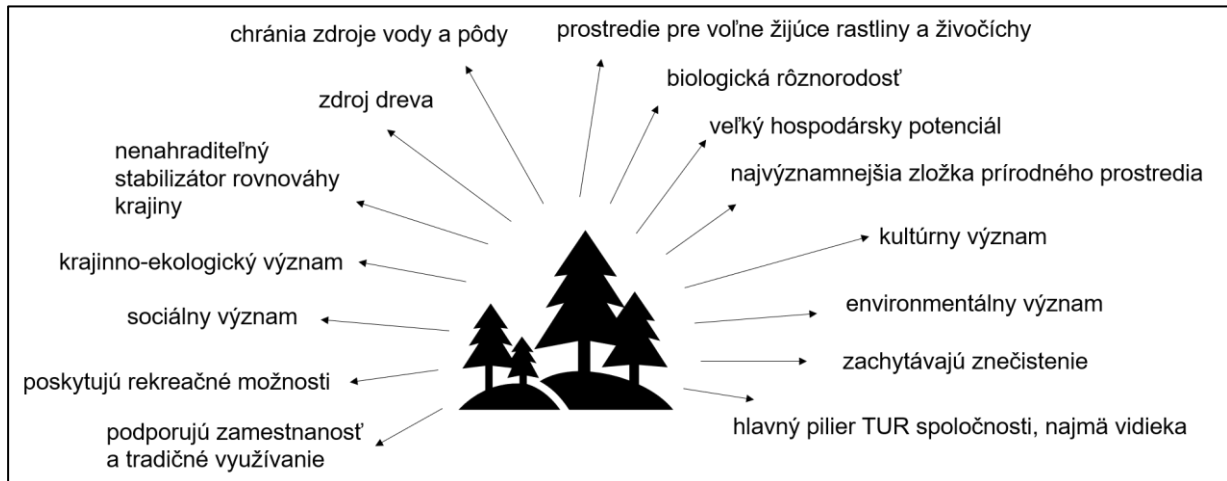 chránia zdroje vody a pôdy
prostredie pre voľne žijúce rastliny a živočíchy
zdroj dreva
biologická rôznorodosť
veľký hospodársky potenciál
nenahraditeľný
stabilizátor rovnováhy
krajiny
najvýznamnejšia zložka prírodného prostredia
krajinno-ekologický význam
kultúrny význam
sociálny význam
environmentálny význam
poskytujú rekreačné možnosti
zachytávajú znečistenie
podporujú zamestnanosť
a tradičné využívanie
hlavný pilier TUR spoločnosti, najmä vidieka